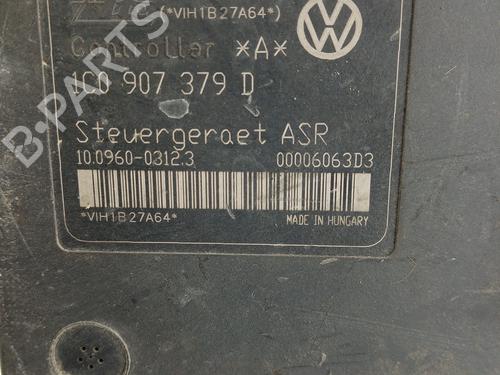 (*VIH1B27A64*)
Controller *A*
1C0 907 379 D
Steuergeraet ASR
10.0960-0312.3 00006063D3
*VIH1B27A64*
MADE IN HUNGARY
B-PARTS